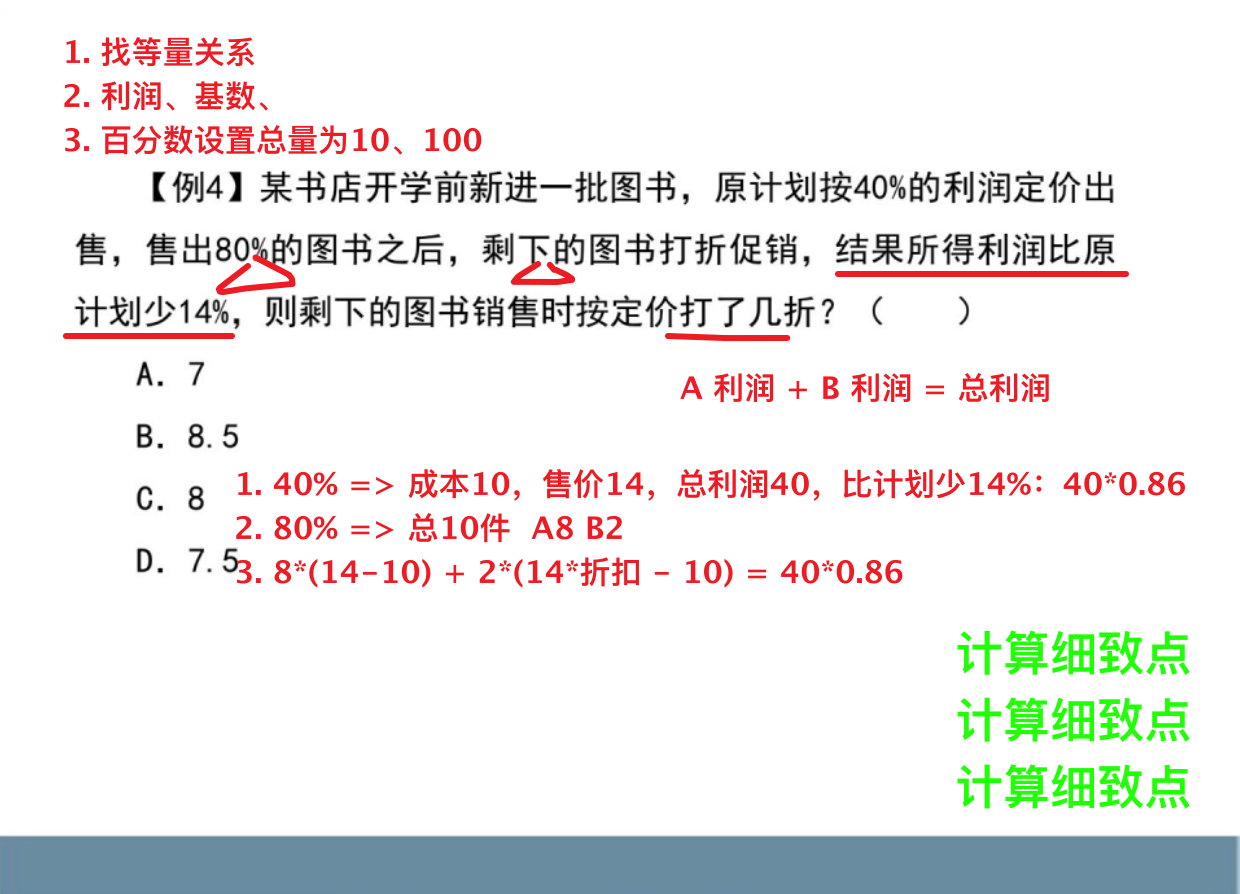 1. 找等量关系
2. 利润、基数、
3. 百分数设置总量为10、100
【例4】某书店开学前新进一批图书，原计划按40%的利润定价出
售，售出80%的图书之后，剩下的图书打折促销，结果所得利润比原
计划少14%，则剩下的图书销售时按定价打了几折？（　　）
A. 7
A 利润 + B 利润 = 总利润
B. 8.5
C. 8
1. 40% => 成本10，售价14，总利润40，比计划少14%：40*0.86
2. 80% => 总10件 A8 B2
D. 7.5
3. 8*(14-10) + 2*(14*折扣 - 10) = 40*0.86
计算细致点
计算细致点
计算细致点